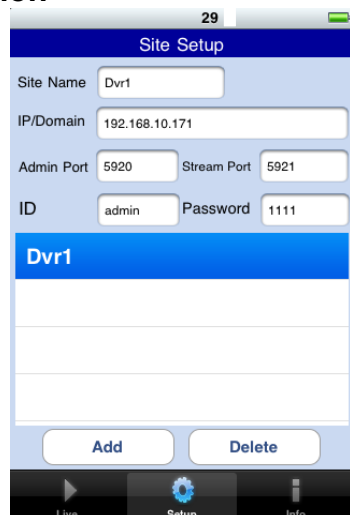 29
Site Setup
Site Name Dvr1
IP/Domain 192.168.10.171
Admin Port 5920 Stream Port 5921
ID admin Password 1111
Dvr1
Add Delete
Live Setup Info